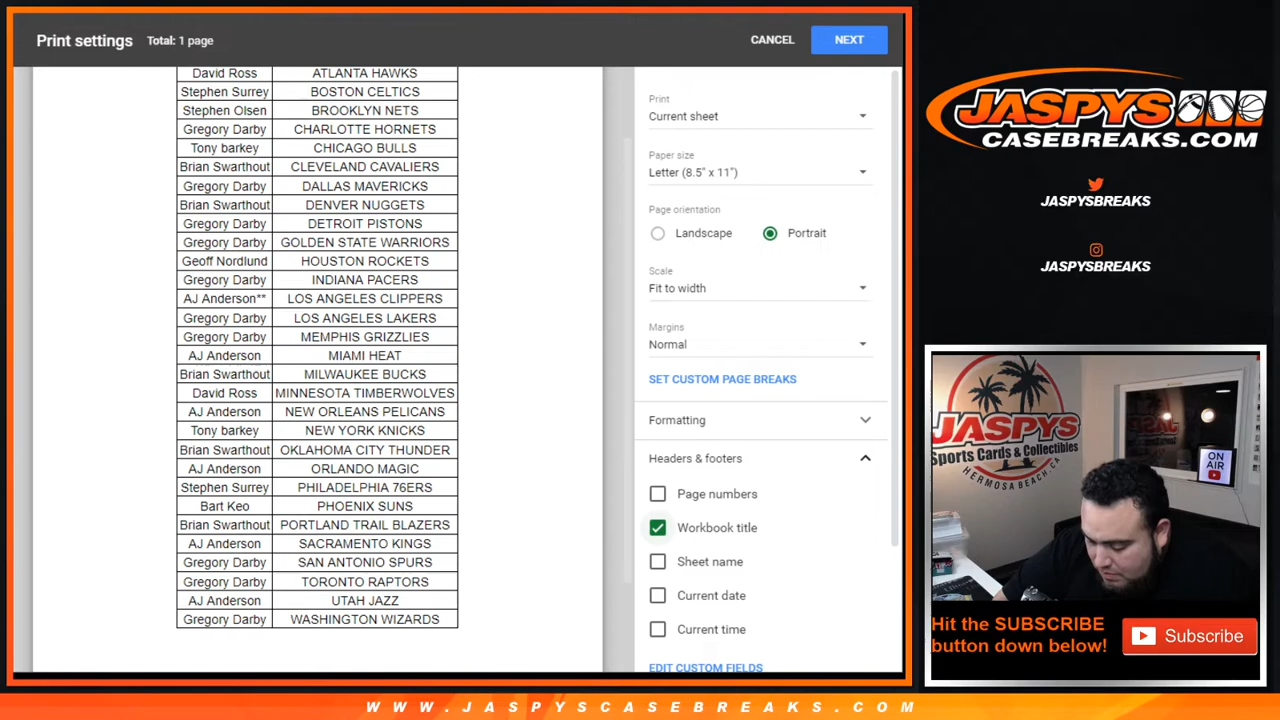 Print settings Total: 1 page CANCEL NEXT
David Ross ATLANTA HAWKS
Stephen Surrey BOSTON CELTICS
Stephen Olsen BROOKLYN NETS
Gregory Darby CHARLOTTE HORNETS
Tony barkey CHICAGO BULLS
Brian Swarthout CLEVELAND CAVALIERS
Gregory Darby DALLAS MAVERICKS
Brian Swarthout DENVER NUGGETS
Gregory Darby DETROIT PISTONS
Gregory Darby GOLDEN STATE WARRIORS
Geoff Nordlund HOUSTON ROCKETS
Gregory Darby INDIANA PACERS
AJ Anderson** LOS ANGELES CLIPPERS
Gregory Darby LOS ANGELES LAKERS
Gregory Darby MEMPHIS GRIZZLIES
AJ Anderson MIAMI HEAT
Brian Swarthout MILWAUKEE BUCKS
David Ross MINNESOTA TIMBERWOLVES
AJ Anderson NEW ORLEANS PELICANS
Tony barkey NEW YORK KNICKS
Brian Swarthout OKLAHOMA CITY THUNDER
AJ Anderson ORLANDO MAGIC
Stephen Surrey PHILADELPHIA 76ERS
Bart Keo PHOENIX SUNS
Brian Swarthout PORTLAND TRAIL BLAZERS
AJ Anderson SACRAMENTO KINGS
Gregory Darby SAN ANTONIO SPURS
Gregory Darby TORONTO RAPTORS
AJ Anderson UTAH JAZZ
Gregory Darby WASHINGTON WIZARDS
Print
Current sheet
Paper size
Letter (8.5" x 11")
Page orientation
Landscape Portrait
Scale
Fit to width
Margins
Normal
SET CUSTOM PAGE BREAKS
Formatting
Headers & footers
Page numbers
Workbook title
Sheet name
Current date
Current time
EDIT CUSTOM FIELDS
JASPYS
CASEBREAKS.COM
JASPYSBREAKS
JASPYSBREAKS
JASPYS
Sports Cards & Collectibles
HERMOSA BEACH, CA
ON
AIR
Hit the SUBSCRIBE
button down below!
Subscribe
WWW.JASPYSCASEBREAKS.COM